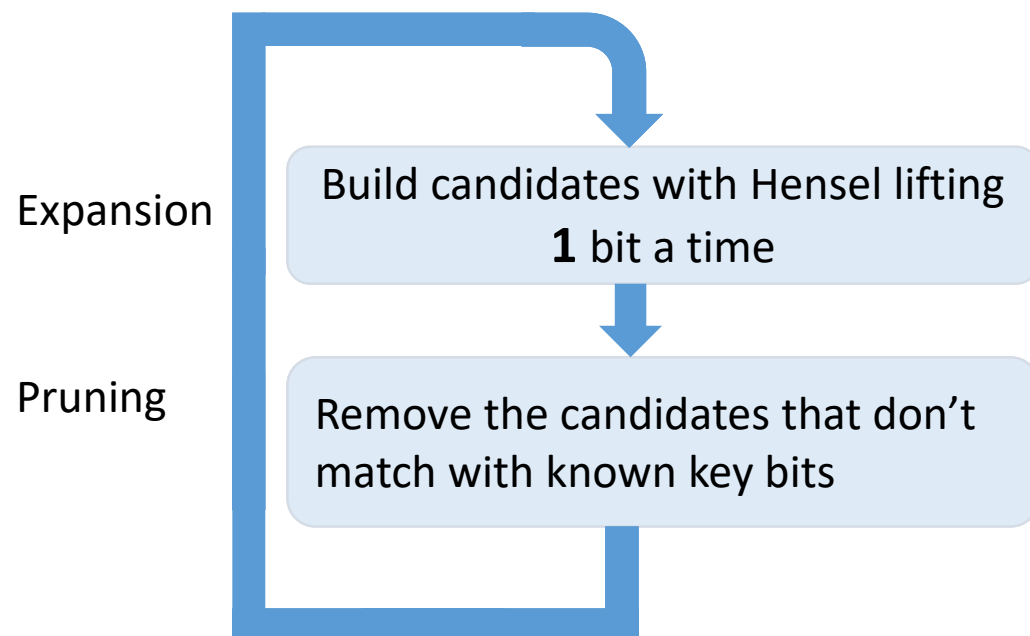 Expansion
Build candidates with Hensel lifting
1 bit a time
Pruning
Remove the candidates that don’t
match with known key bits